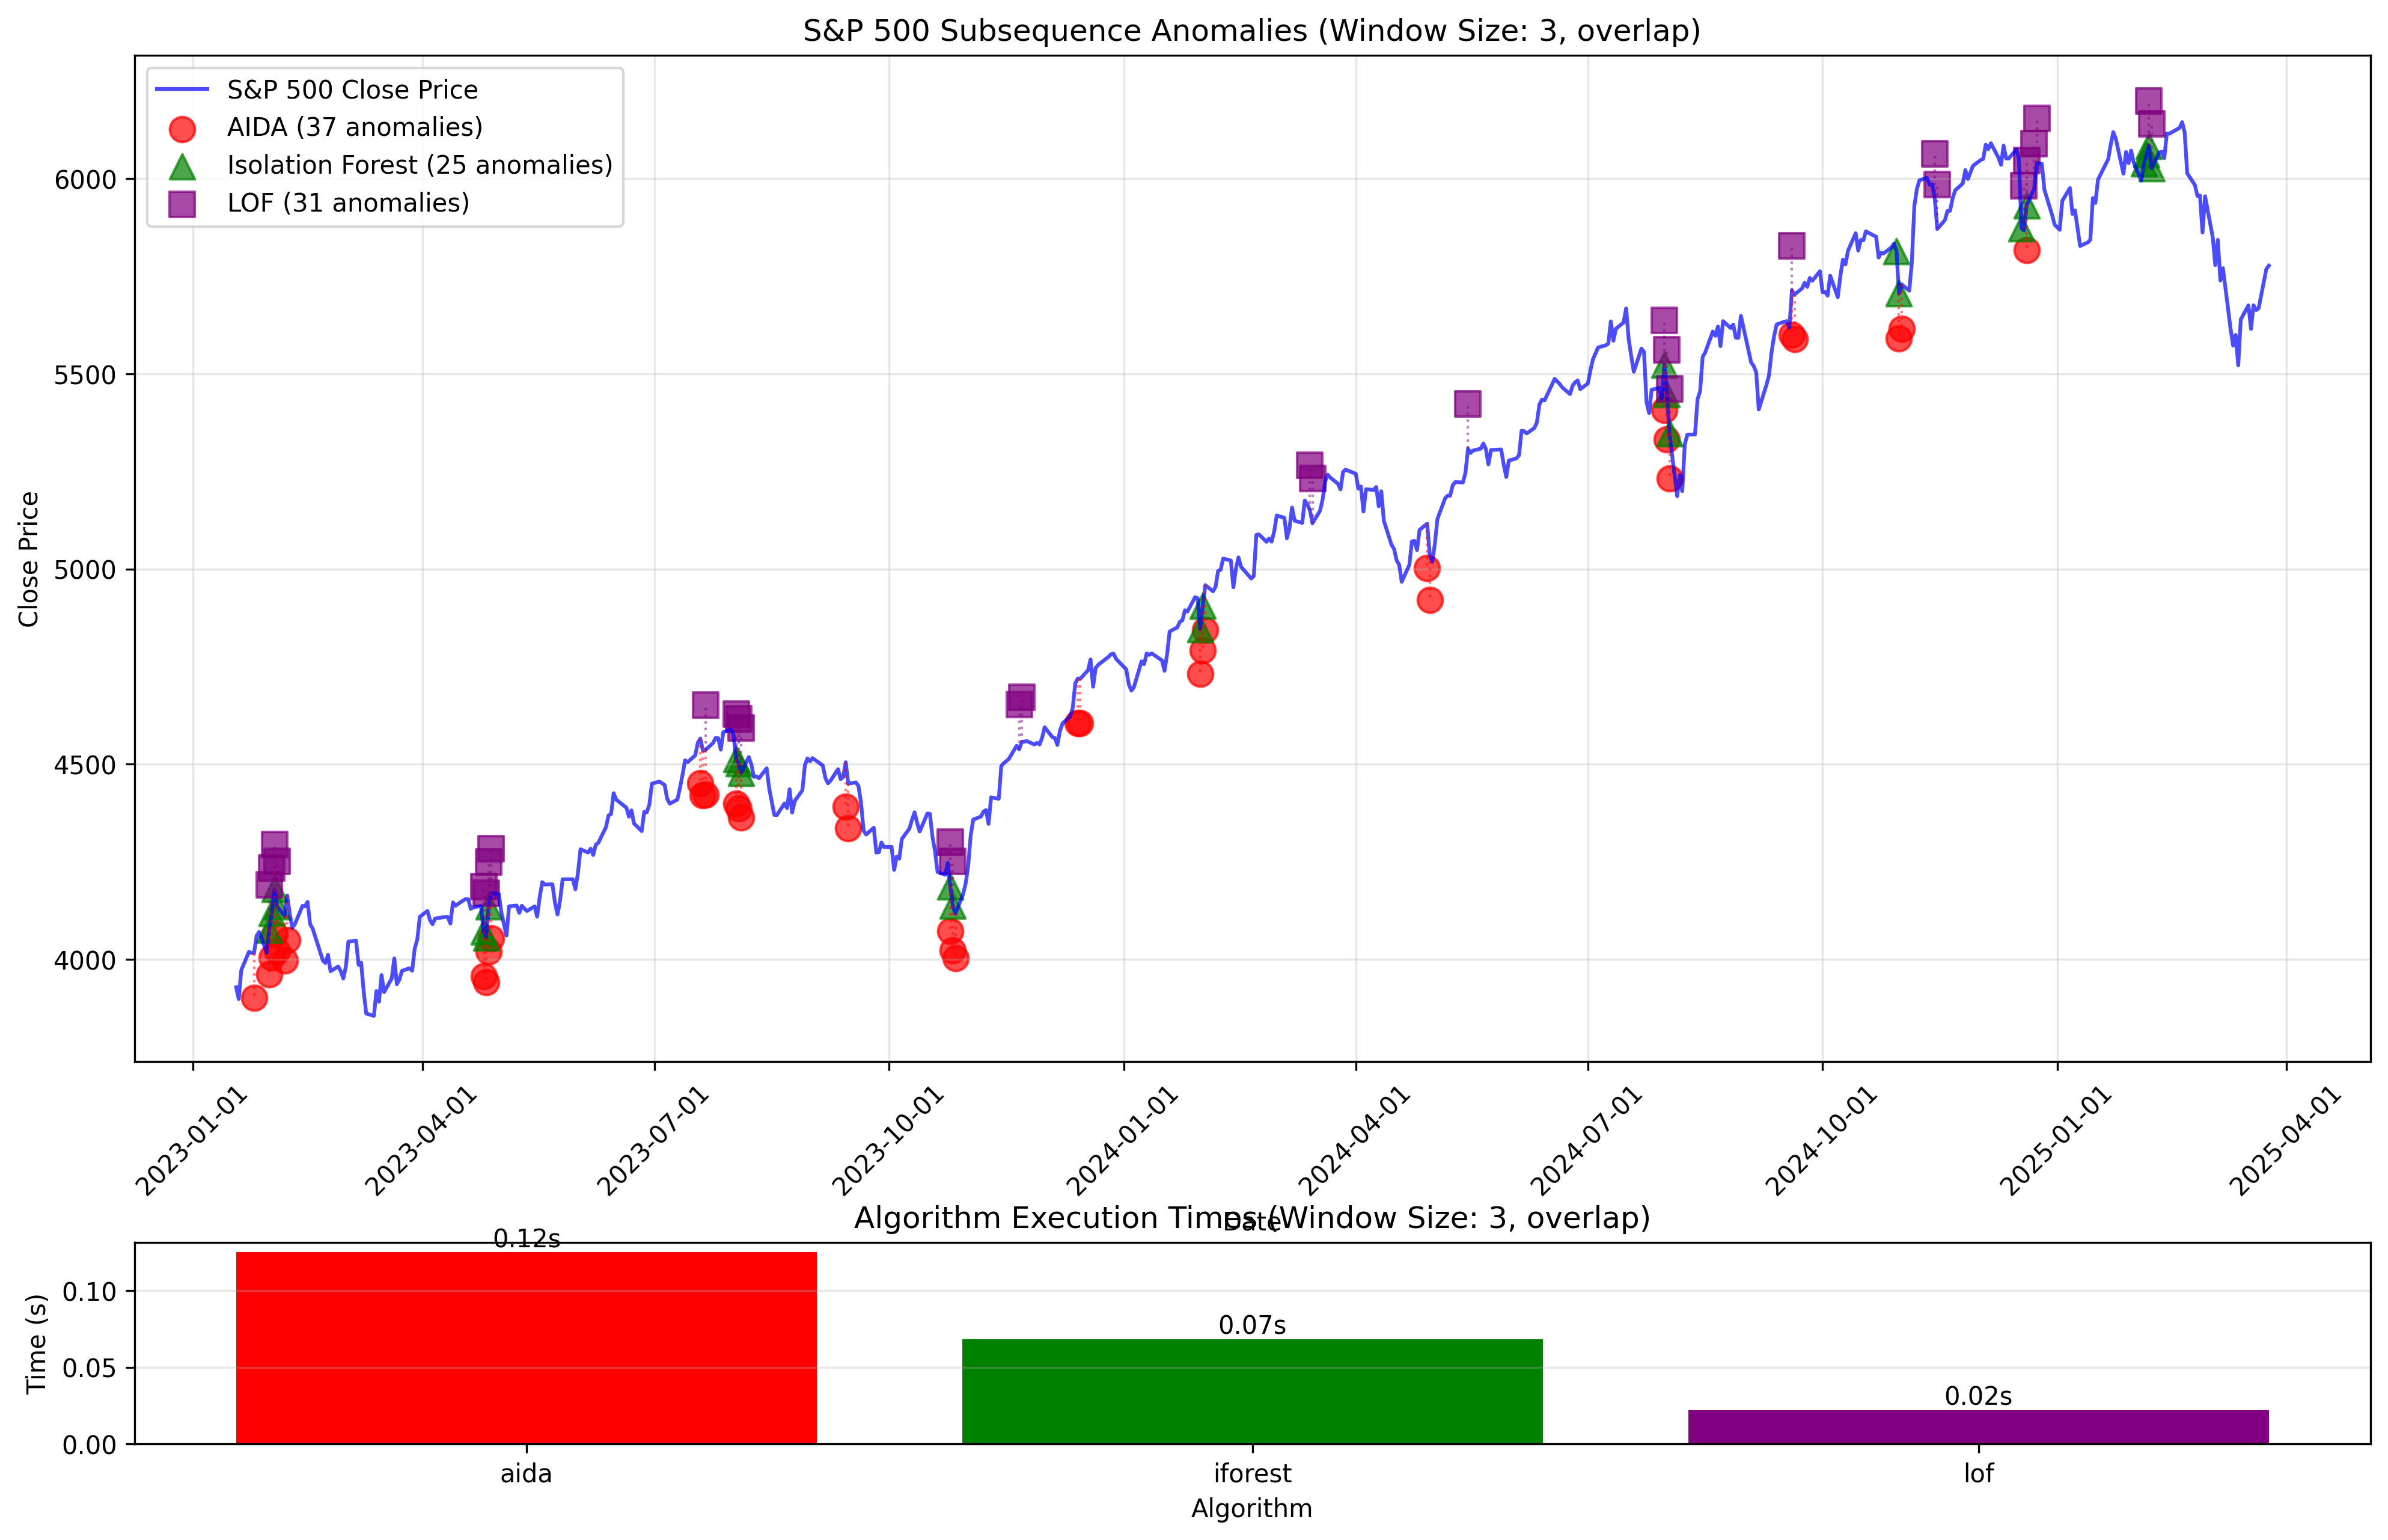 S&P 500 Subsequence Anomalies (Window Size: 3, overlap)
S&P 500 Close Price
AIDA (37 anomalies)
Isolation Forest (25 anomalies)
LOF (31 anomalies)
Close Price
6000
5500
5000
4500
4000
2023-01-01
2023-04-01
2023-07-01
2023-10-01
2024-01-01
2024-04-01
2024-07-01
2024-10-01
2025-01-01
2025-04-01
Date
Algorithm Execution Times (Window Size: 3, overlap)
Time (s)
0.10
0.05
0.00
0.12s
0.07s
0.02s
aida
iforest
lof
Algorithm